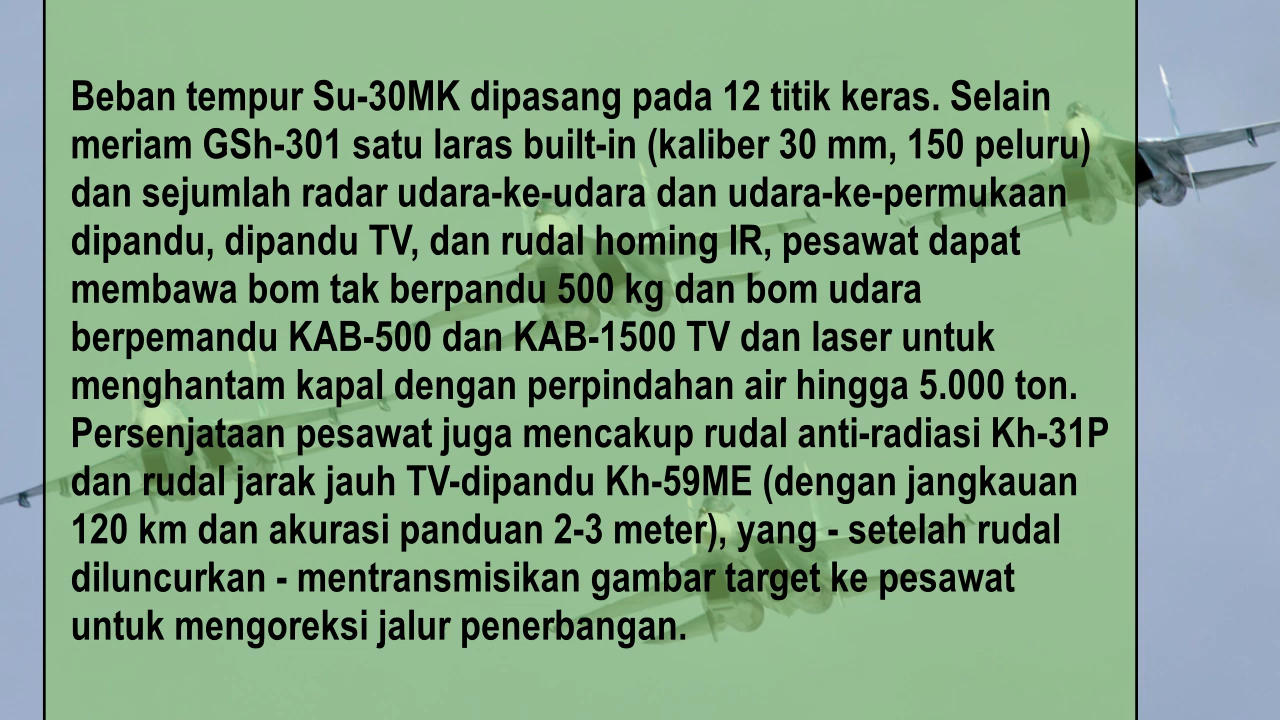 Beban tempur Su-30MK dipasang pada 12 titik keras. Selain
meriam GSh-301 satu laras built-in (kaliber 30 mm, 150 peluru)
dan sejumlah radar udara-ke-udara dan udara-ke-permukaan
dipandu, dipandu TV, dan rudal homing IR, pesawat dapat
membawa bom tak berpandu 500 kg dan bom udara
berpemandu KAB-500 dan KAB-1500 TV dan laser untuk
menghantam kapal dengan perpindahan air hingga 5.000 ton.
Persenjataan pesawat juga mencakup rudal anti-radiasi Kh-31P
dan rudal jarak jauh TV-dipandu Kh-59ME (dengan jangkauan
120 km dan akurasi panduan 2-3 meter), yang - setelah rudal
diluncurkan - mentransmisikan gambar target ke pesawat
untuk mengoreksi jalur penerbangan.